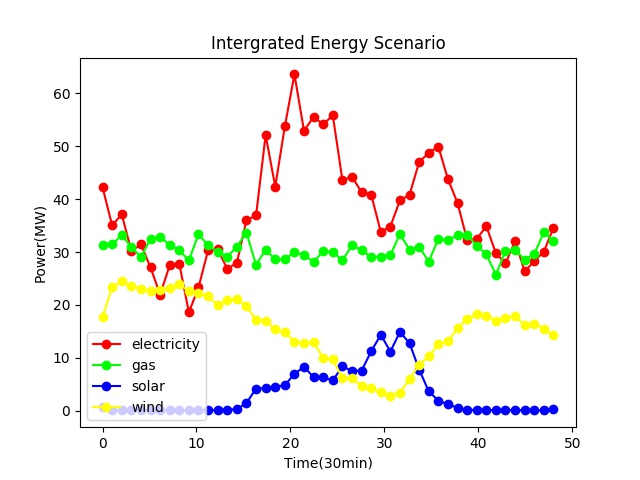 Intergrated Energy Scenario
Power(MW)
60
50
40
30
20
10
0
electricity
gas
solar
wind
0 10 20 30 40 50
Time(30min)